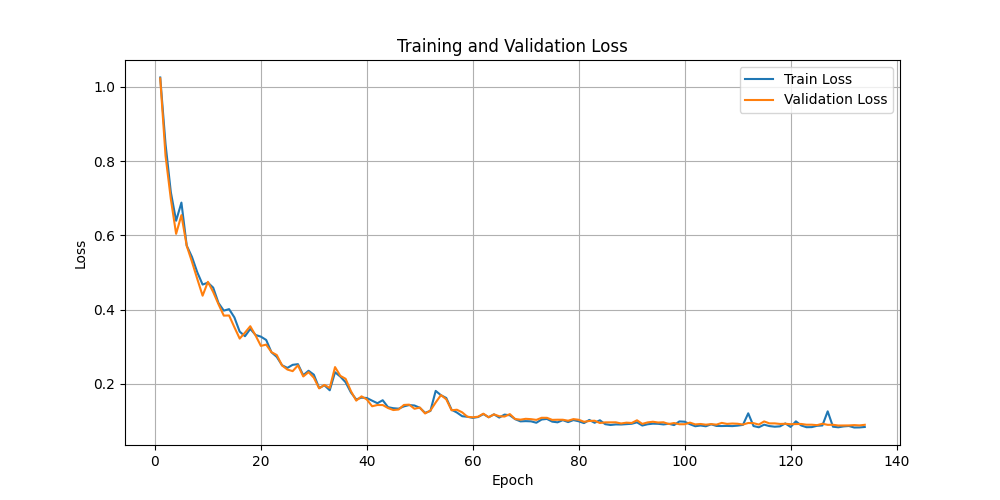 Training and Validation Loss
Train Loss
Validation Loss
1.0
0.8
0.6
0.4
0.2
Loss
0 20 40 60 80 100 120 140
Epoch